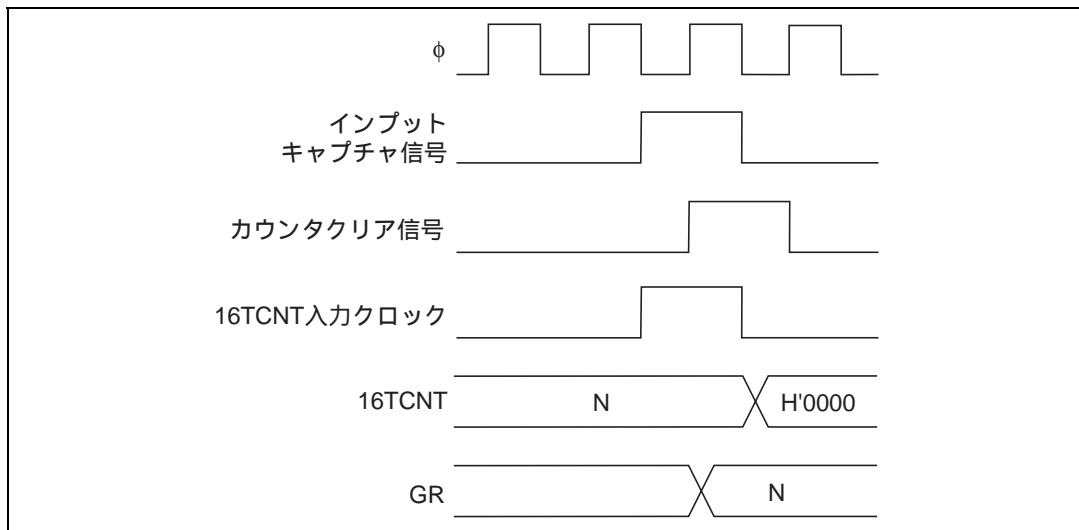 φ
インプット
キャプチャ信号
カウンタクリア信号
16TCNT入力クロック
16TCNT N H'0000
GR N